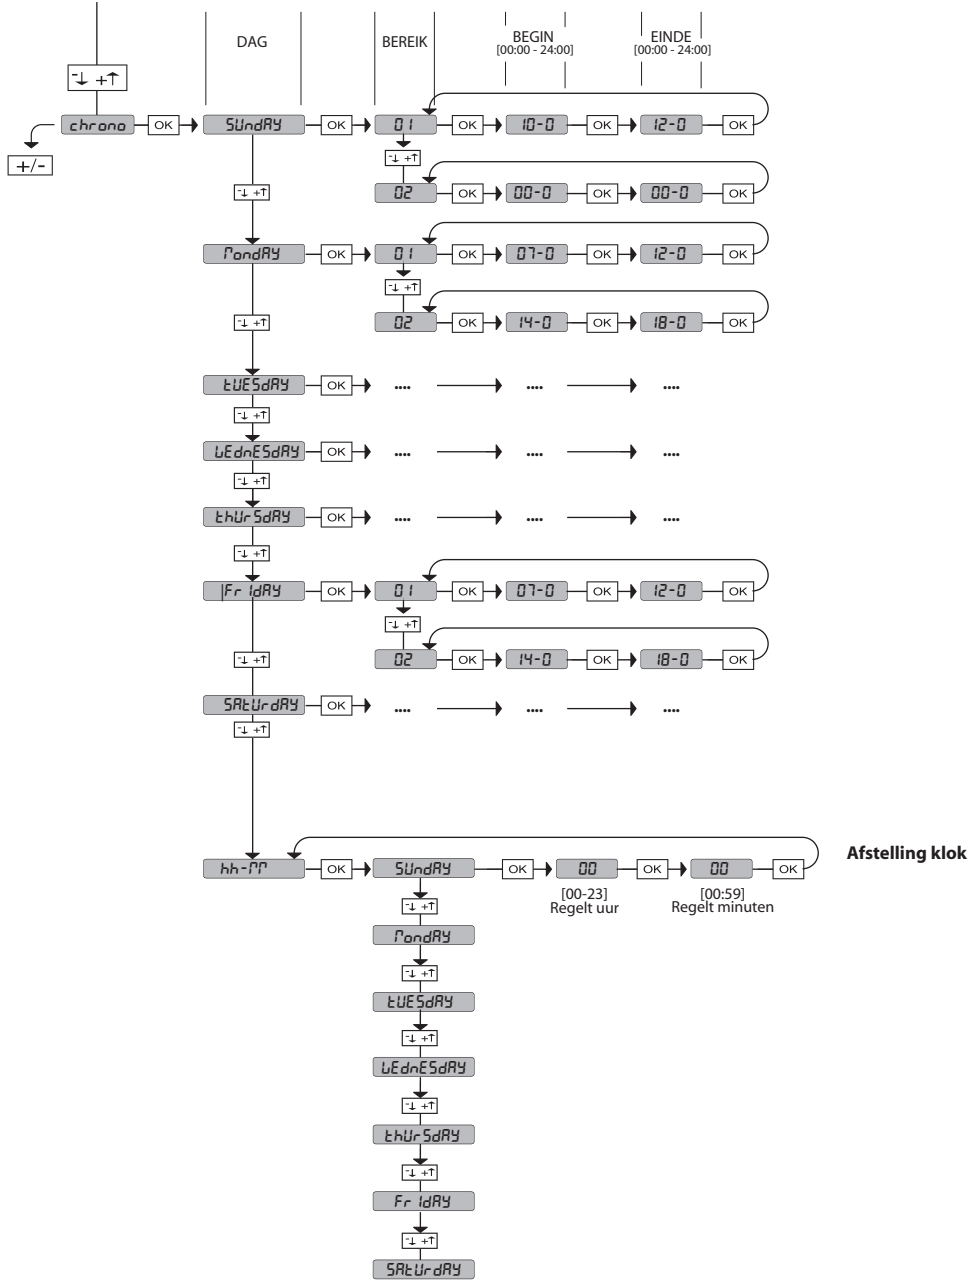 DAG BEREIK BEGIN EINDE
[00:00 - 24:00] [00:00 - 24:00]
-↓ +↑
chrono OK SUndAY OK 01 OK 10-0 OK 12-0 OK
+/-
-↓ +↑
-↓ +↑ 02 OK 00-0 OK 00-0 OK
MondAY OK 01 OK 07-0 OK 12-0 OK
-↓ +↑
-↓ +↑ 02 OK 14-0 OK 18-0 OK
tUESdAY OK .... .... ....
-↓ +↑
WEdnESdAY OK .... .... ....
-↓ +↑
thUrSdAY OK .... .... ....
-↓ +↑
|FrIdAY OK 01 OK 07-0 OK 12-0 OK
-↓ +↑
-↓ +↑ 02 OK 14-0 OK 18-0 OK
SAtUrdAY OK .... .... ....
-↓ +↑
Afstelling klok
hh-MM OK SUndAY OK 00 OK 00 OK
[00-23] [00:59]
Regelt uur Regelt minuten
-↓ +↑
MondAY
-↓ +↑
tUESdAY
-↓ +↑
WEdnESdAY
-↓ +↑
thUrSdAY
-↓ +↑
FrIdAY
-↓ +↑
SAtUrdAY